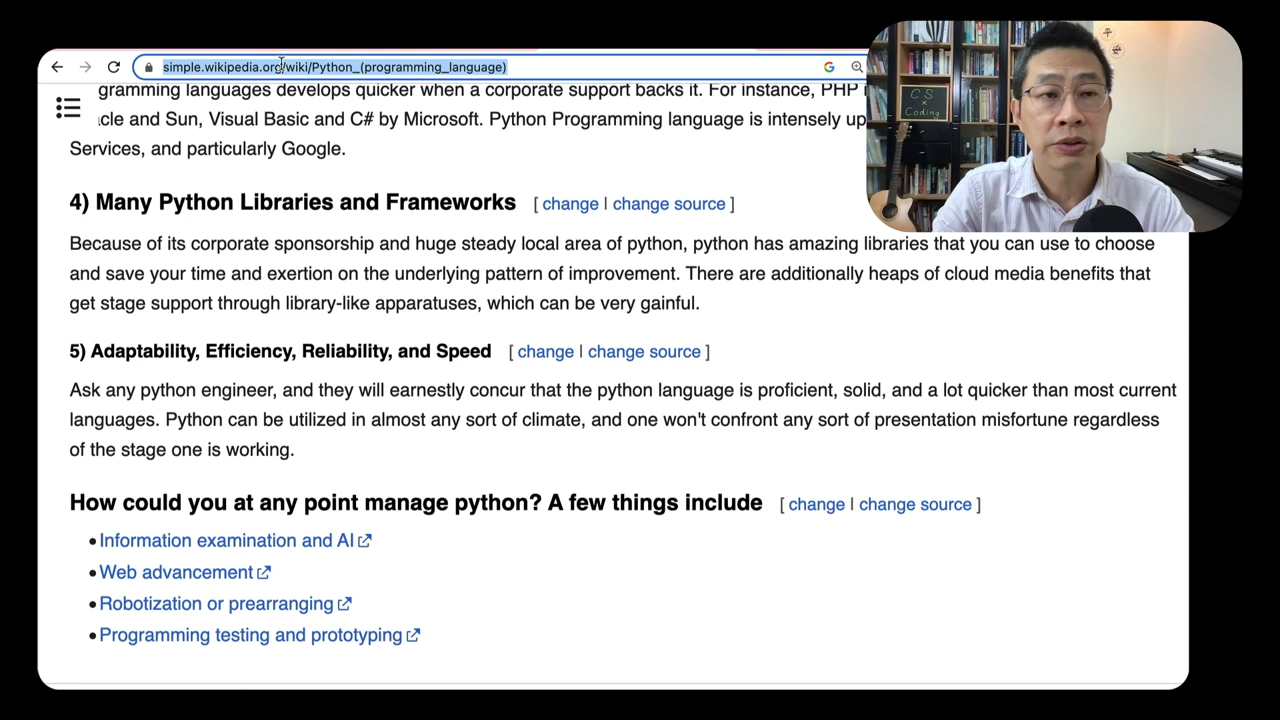 simple.wikipedia.org/wiki/Python_(programming_language)
gramming languages develops quicker when a corporate support backs it. For instance, PHP
cle and Sun, Visual Basic and C# by Microsoft. Python Programming language is intensely up
Services, and particularly Google.
4) Many Python Libraries and Frameworks [ change | change source ]
Because of its corporate sponsorship and huge steady local area of python, python has amazing libraries that you can use to choose
and save your time and exertion on the underlying pattern of improvement. There are additionally heaps of cloud media benefits that
get stage support through library-like apparatuses, which can be very gainful.
5) Adaptability, Efficiency, Reliability, and Speed [ change | change source ]
Ask any python engineer, and they will earnestly concur that the python language is proficient, solid, and a lot quicker than most current
languages. Python can be utilized in almost any sort of climate, and one won't confront any sort of presentation misfortune regardless
of the stage one is working.
How could you at any point manage python? A few things include [ change | change source ]
Information examination and AI
Web advancement
Robotization or prearranging
Programming testing and prototyping
CS
×
Coding